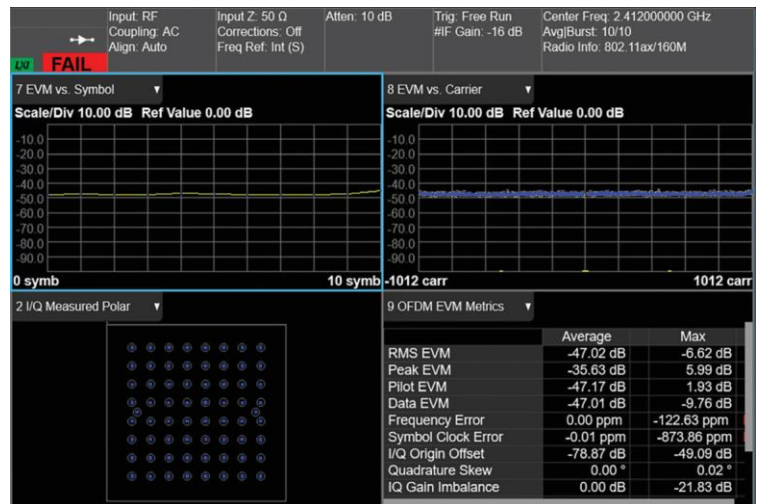 LXI FAIL
Input: RF
Coupling: AC
Align: Auto
Input Z: 50 Ω
Corrections: Off
Freq Ref: Int (S)
Atten: 10 dB
Trig: Free Run
#IF Gain: -16 dB
Center Freq: 2.412000000 GHz
Avg|Burst: 10/10
Radio Info: 802.11ax/160M
7 EVM vs. Symbol
Scale/Div 10.00 dB Ref Value 0.00 dB
-10.0
-20.0
-30.0
-40.0
-50.0
-60.0
-70.0
-80.0
-90.0
0 symb 10 symb
8 EVM vs. Carrier
Scale/Div 10.00 dB Ref Value 0.00 dB
-10.0
-20.0
-30.0
-40.0
-50.0
-60.0
-70.0
-80.0
-90.0
-1012 carr 1012 carr
2 I/Q Measured Polar
9 OFDM EVM Metrics
Average Max
RMS EVM -47.02 dB -6.62 dB
Peak EVM -35.63 dB 5.99 dB
Pilot EVM -47.17 dB 1.93 dB
Data EVM -47.01 dB -9.76 dB
Frequency Error 0.00 ppm -122.63 ppm
Symbol Clock Error -0.01 ppm -873.86 ppm
I/Q Origin Offset -78.87 dB -49.09 dB
Quadrature Skew 0.00 ° 0.02 °
IQ Gain Imbalance 0.00 dB -21.83 dB